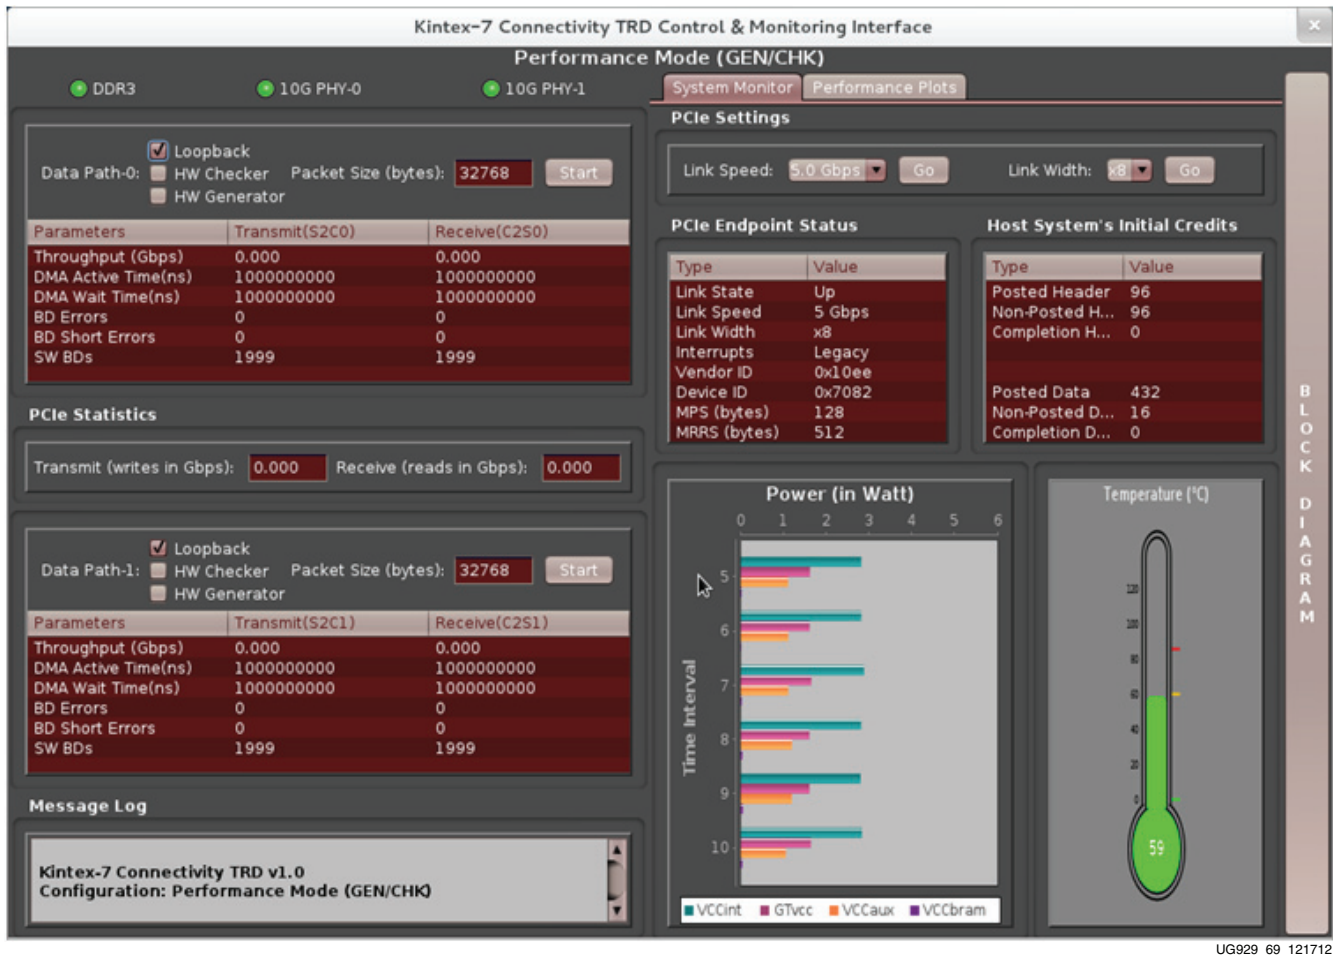 Kintex-7 Connectivity TRD Control & Monitoring Interface
Performance Mode (GEN/CHK)
DDR3 10G PHY-0 10G PHY-1
Loopback
Data Path-0: HW Checker Packet Size (bytes): 32768 Start
HW Generator
Parameters Transmit(S2C0) Receive(C2S0)
Throughput (Gbps) 0.000 0.000
DMA Active Time(ns) 1000000000 1000000000
DMA Wait Time(ns) 1000000000 1000000000
BD Errors 0 0
BD Short Errors 0 0
SW BDs 1999 1999
PCIe Statistics
Transmit (writes in Gbps): 0.000 Receive (reads in Gbps): 0.000
Loopback
Data Path-1: HW Checker Packet Size (bytes): 32768 Start
HW Generator
Parameters Transmit(S2C1) Receive(C2S1)
Throughput (Gbps) 0.000 0.000
DMA Active Time(ns) 1000000000 1000000000
DMA Wait Time(ns) 1000000000 1000000000
BD Errors 0 0
BD Short Errors 0 0
SW BDs 1999 1999
Message Log
Kintex-7 Connectivity TRD v1.0
Configuration: Performance Mode (GEN/CHK)
System Monitor Performance Plots
PCIe Settings
Link Speed: 5.0 Gbps Go Link Width: x8 Go
PCIe Endpoint Status
Type Value
Link State Up
Link Speed 5 Gbps
Link Width x8
Interrupts Legacy
Vendor ID 0x10ee
Device ID 0x7082
MPS (bytes) 128
MRRS (bytes) 512
Host System's Initial Credits
Type Value
Posted Header 96
Non-Posted H... 96
Completion H... 0
Posted Data 432
Non-Posted D... 16
Completion D... 0
Power (in Watt)
0 1 2 3 4 5 6
Time Interval
5
6
7
8
9
10
VCCint GTvcc VCCaux VCCbram
Temperature (°C)
120
100
80
60
40
20
0
59
BLOCK DIAGRAM
UG929_69_121712